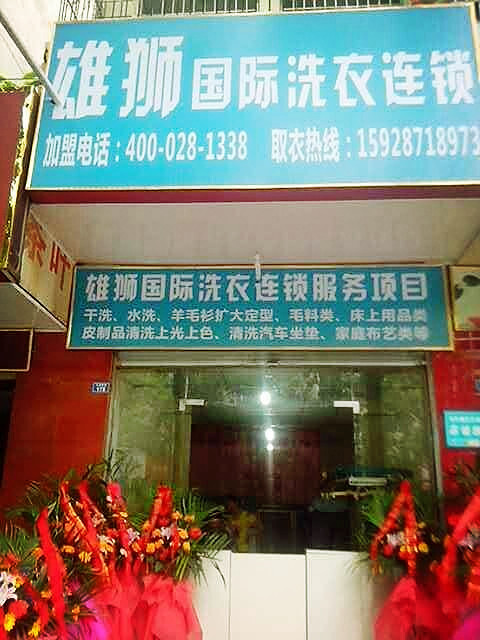 雄狮国际洗衣连锁
加盟电话：400-028-1338 取衣热线：15928718973
雄狮国际洗衣连锁服务项目
干洗、水洗、羊毛衫扩大定型、毛料类、床上用品类
皮制品清洗上光上色、清洗汽车坐垫、家庭布艺类等